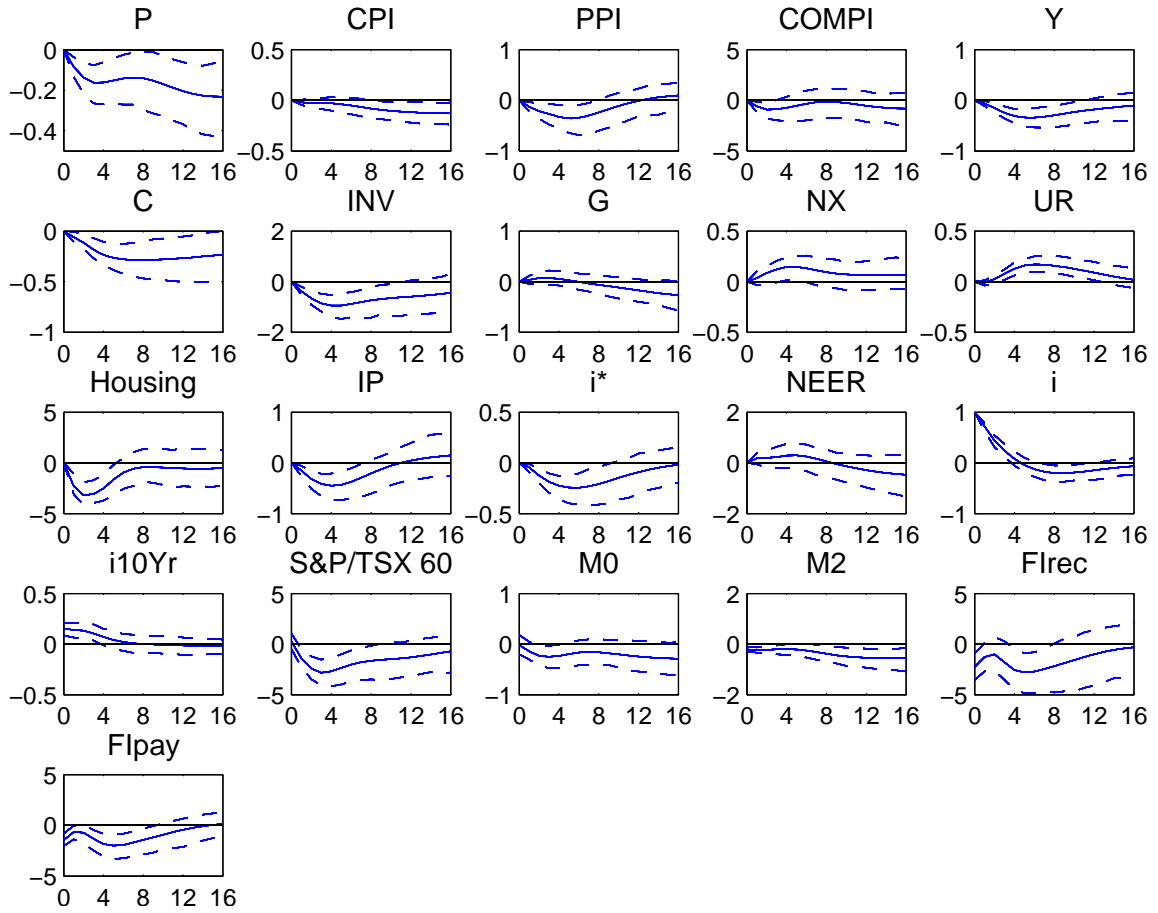 P CPI PPI COMPI Y
0 0.5 1 5 1
−0.2 0 0 0 0
−0.4 −0.5 −1 −5 −1
0 4 8 12 16 0 4 8 12 16 0 4 8 12 16 0 4 8 12 16 0 4 8 12 16
C INV G NX UR
0 2 1 0.5 0.5
−0.5 0 0 0 0
−1 −2 −1 −0.5 −0.5
0 4 8 12 16 0 4 8 12 16 0 4 8 12 16 0 4 8 12 16 0 4 8 12 16
Housing IP i* NEER i
5 1 0.5 2 1
0 0 0 0 0
−5 −1 −0.5 −2 −1
0 4 8 12 16 0 4 8 12 16 0 4 8 12 16 0 4 8 12 16 0 4 8 12 16
i10Yr S&P/TSX 60 M0 M2 FIrec
0.5 5 1 2 5
0 0 0 0 0
−0.5 −5 −1 −2 −5
0 4 8 12 16 0 4 8 12 16 0 4 8 12 16 0 4 8 12 16 0 4 8 12 16
FIpay
5
0
−5
0 4 8 12 16